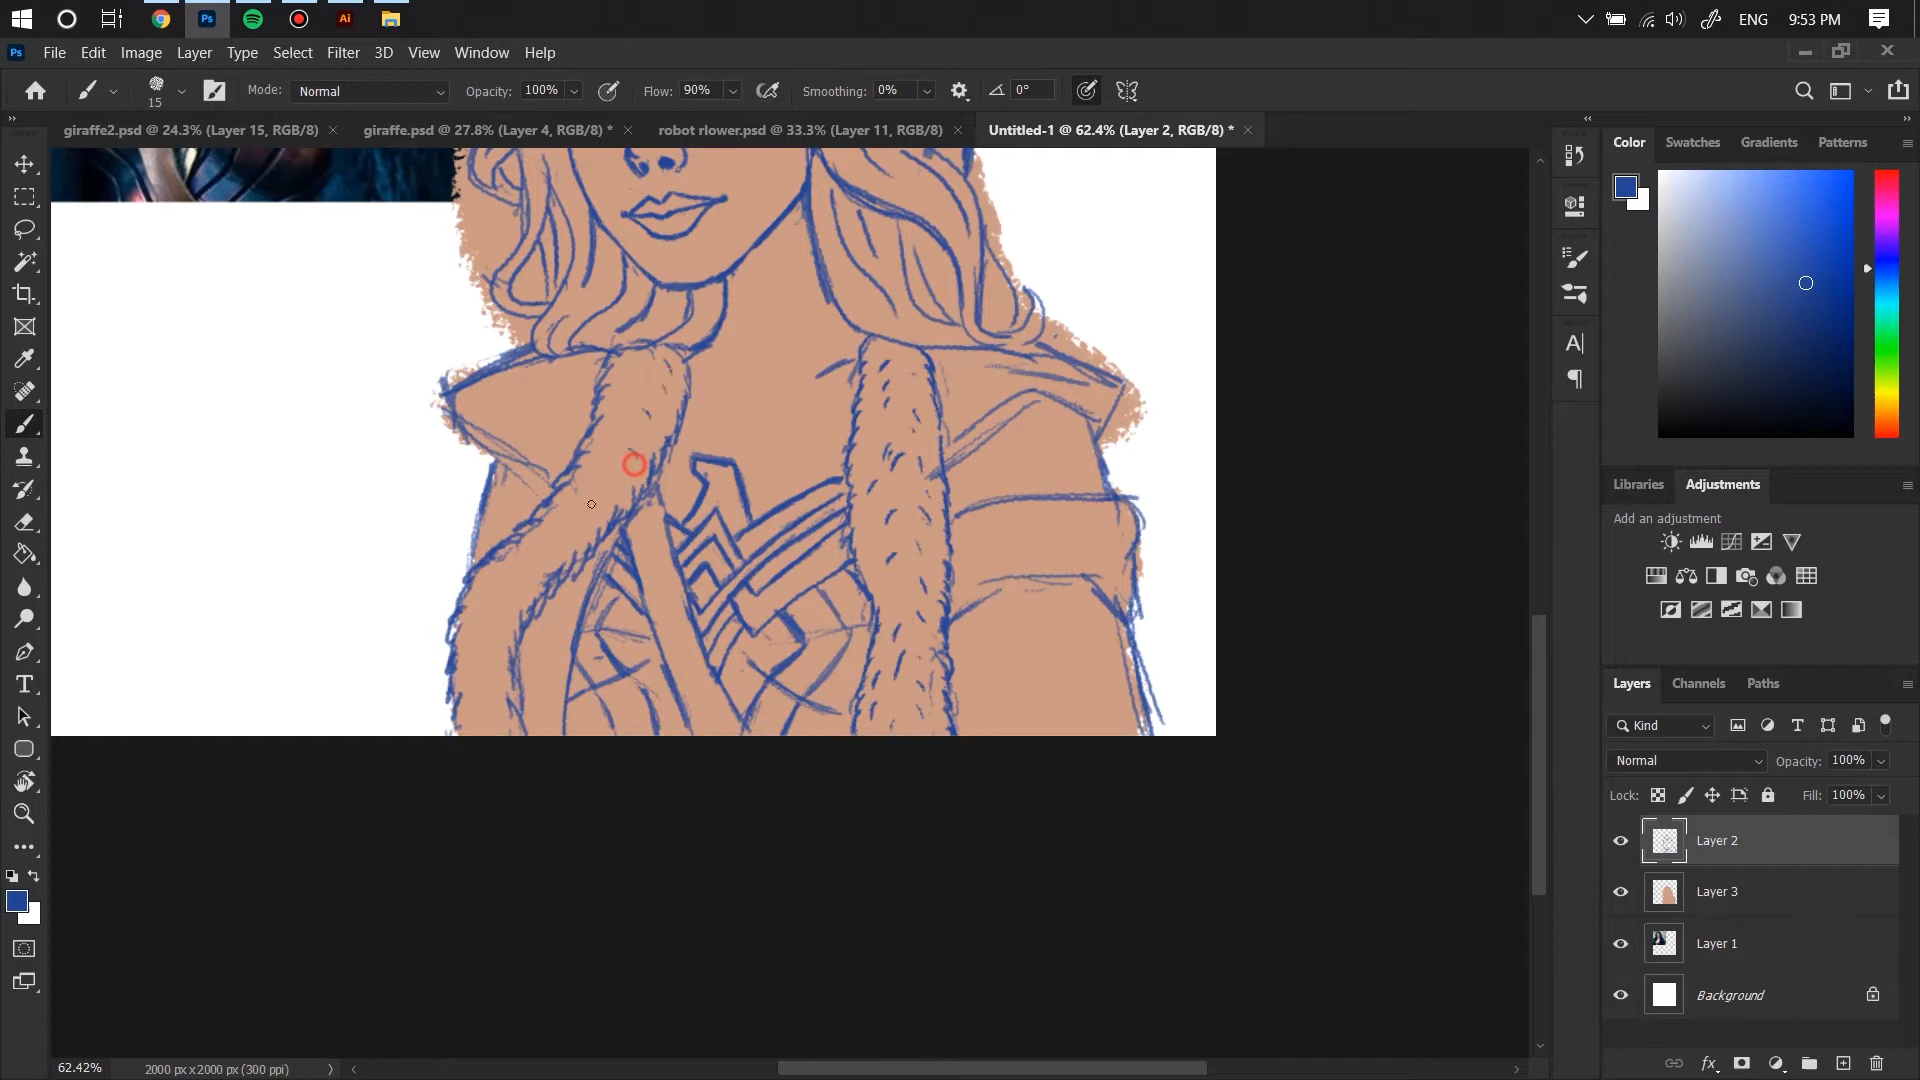 Ps Ai ENG 9:53 PM
Ps File Edit Image Layer Type Select Filter 3D View Window Help
15 Mode: Normal Opacity: 100% Flow: 90% Smoothing: 0% 0°
giraffe2.psd @ 24.3% (Layer 15, RGB/8) × giraffe.psd @ 27.8% (Layer 4, RGB/8) * × robot rlower.psd @ 33.3% (Layer 11, RGB/8) × Untitled-1 @ 62.4% (Layer 2, RGB/8) * ×
Color Swatches Gradients Patterns
Libraries Adjustments
Add an adjustment
Layers Channels Paths
Kind
Normal Opacity: 100%
Lock: Fill: 100%
Layer 2
Layer 3
Layer 1
Background
62.42% 2000 px x 2000 px (300 ppi)
fx